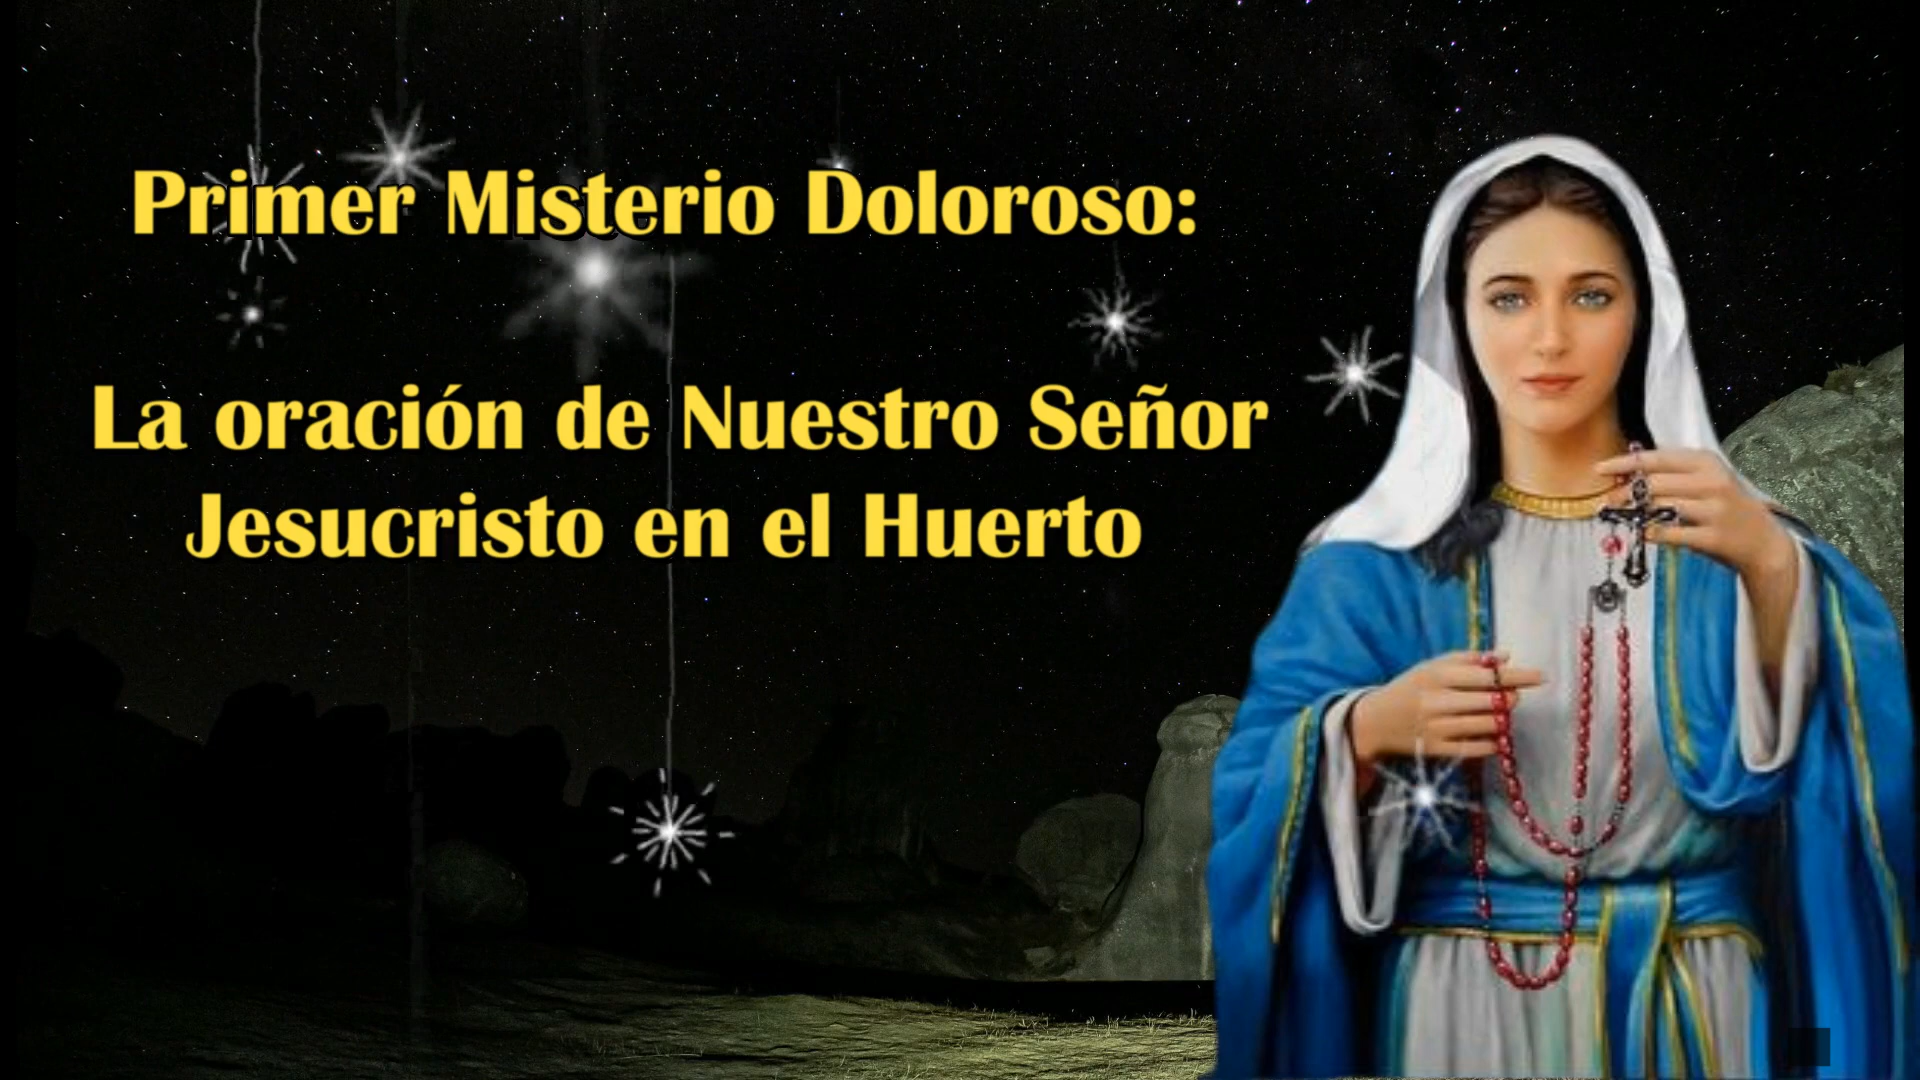 Primer Misterio Doloroso:
La oración de Nuestro Señor
Jesucristo en el Huerto